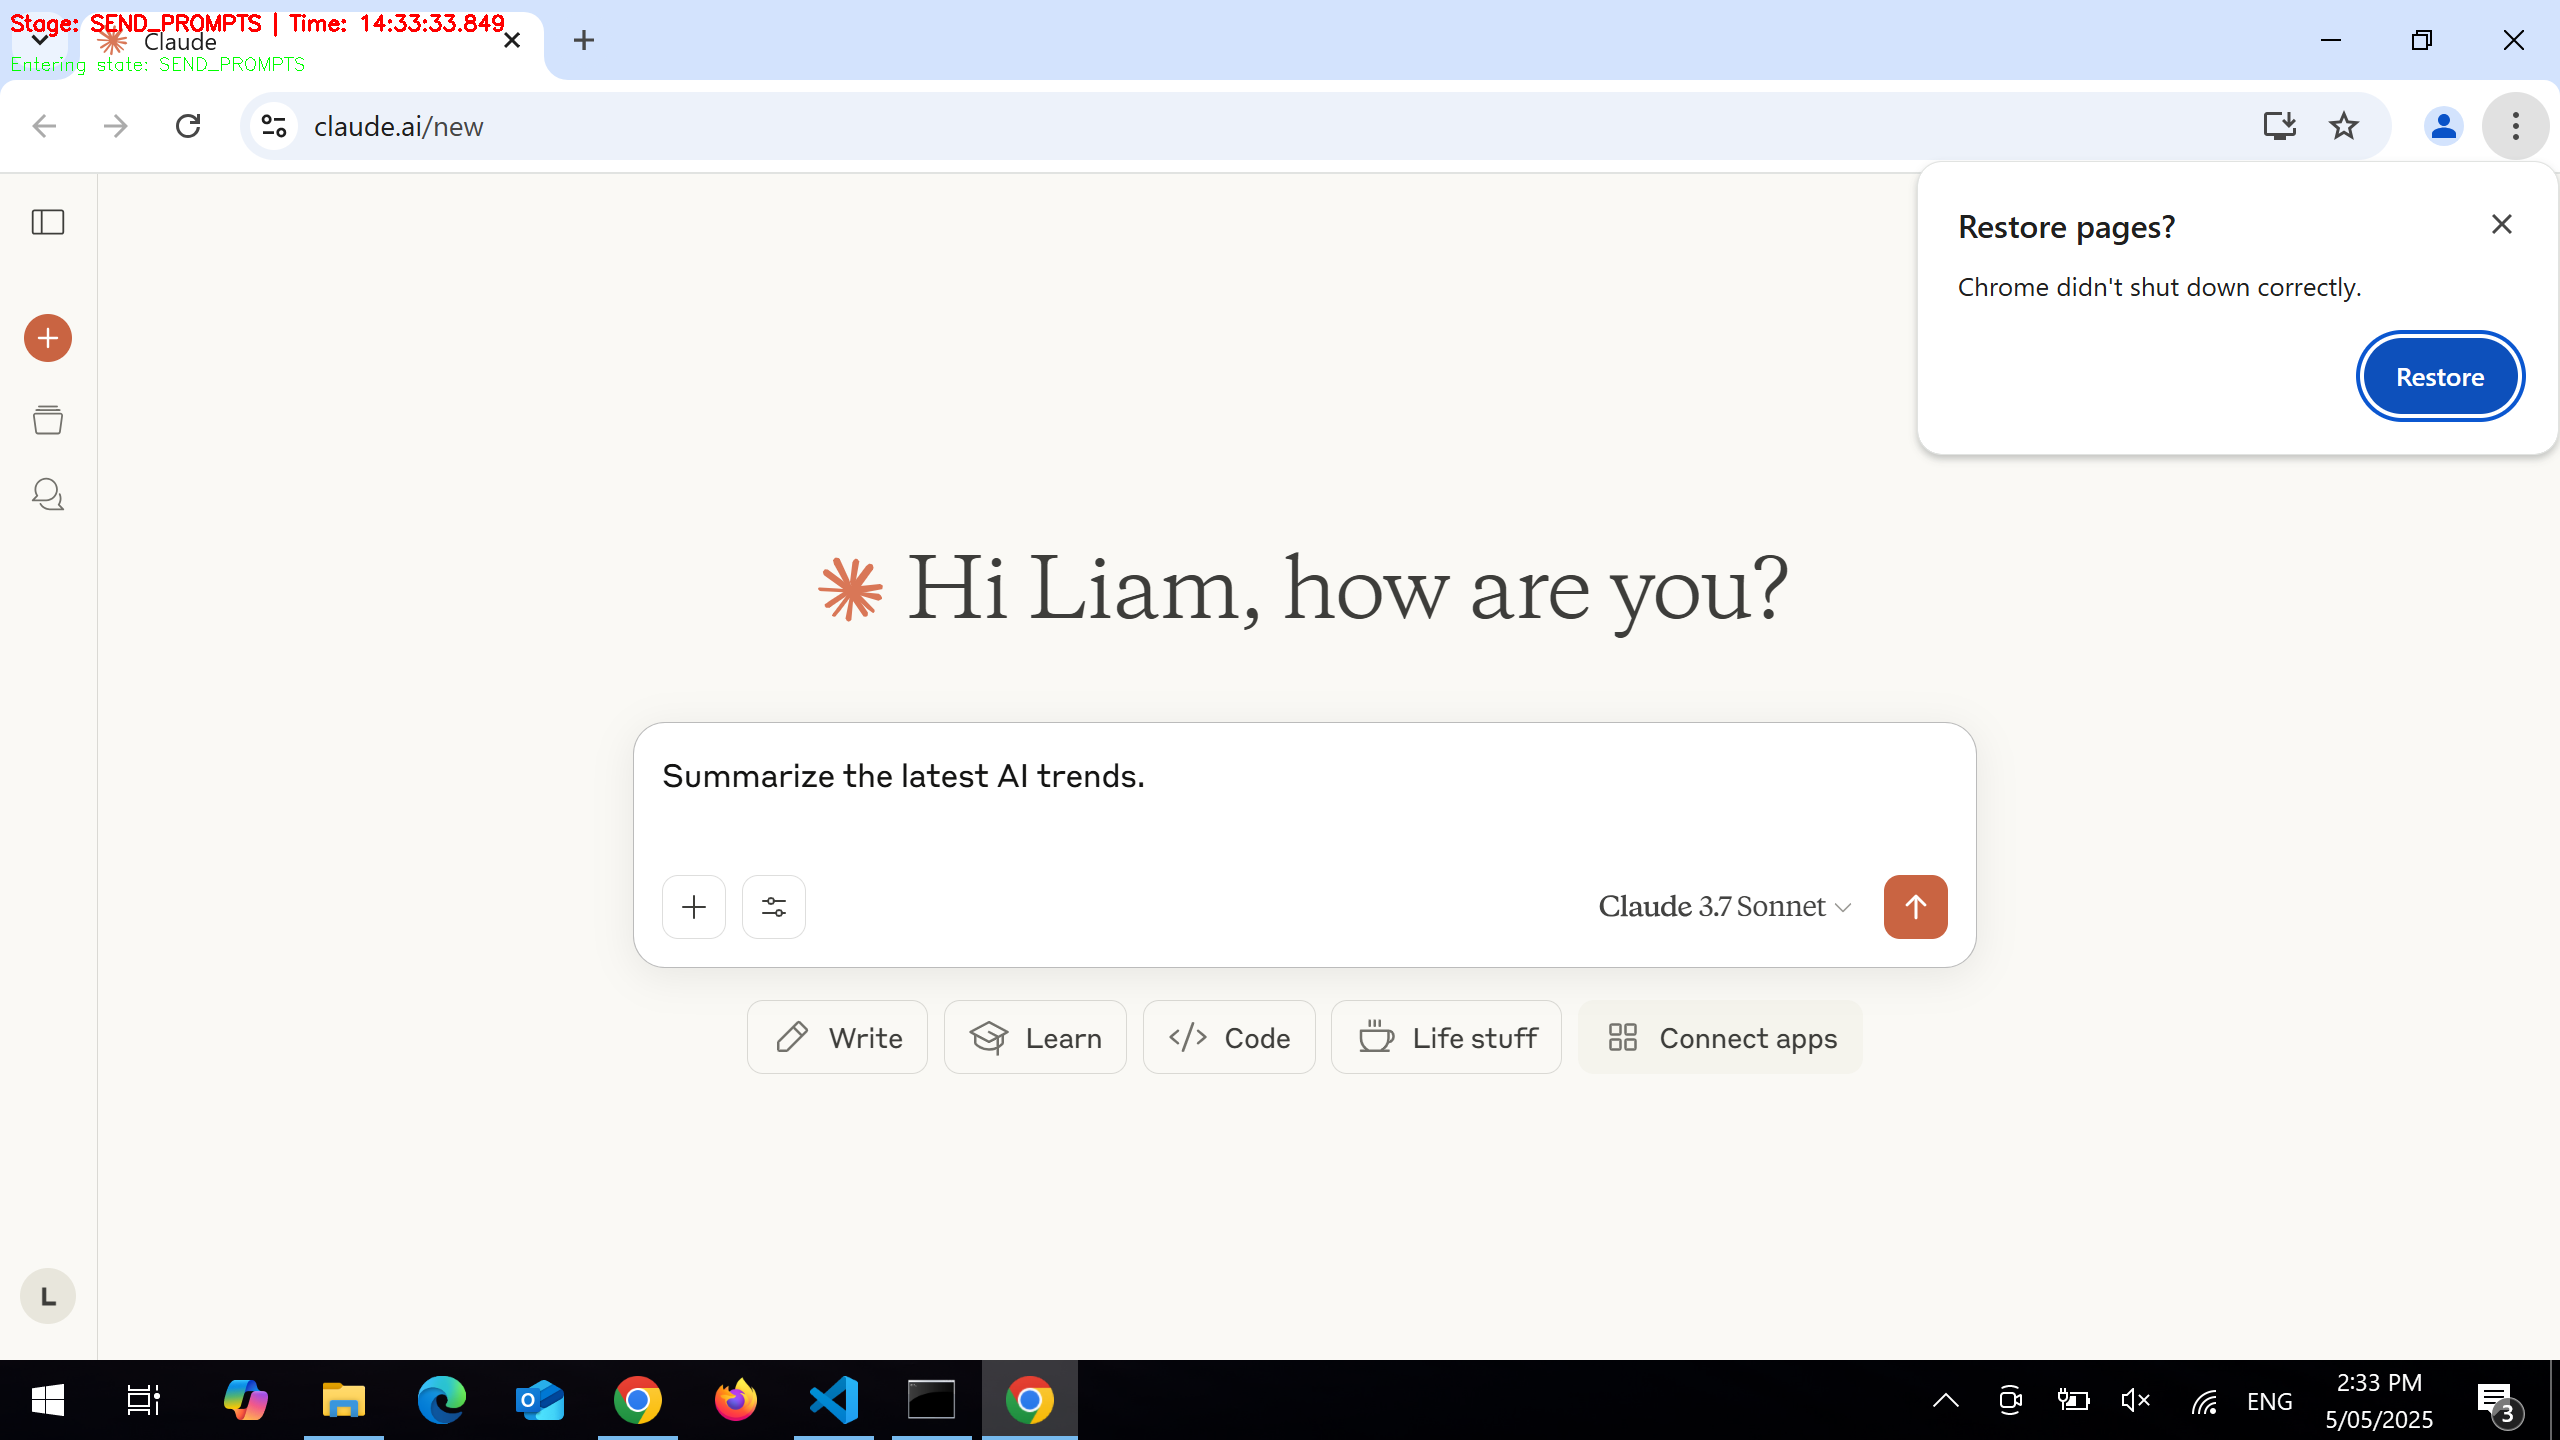 Stage: SEND_PROMPTS | Time: 14:33:33.849
Claude
Entering state: SEND_PROMPTS
claude.ai/new
Restore pages?
Chrome didn't shut down correctly.
Restore
Hi Liam, how are you?
Summarize the latest AI trends.
Claude 3.7 Sonnet
Write
Learn
Code
Life stuff
Connect apps
L
ENG
2:33 PM
5/05/2025
3